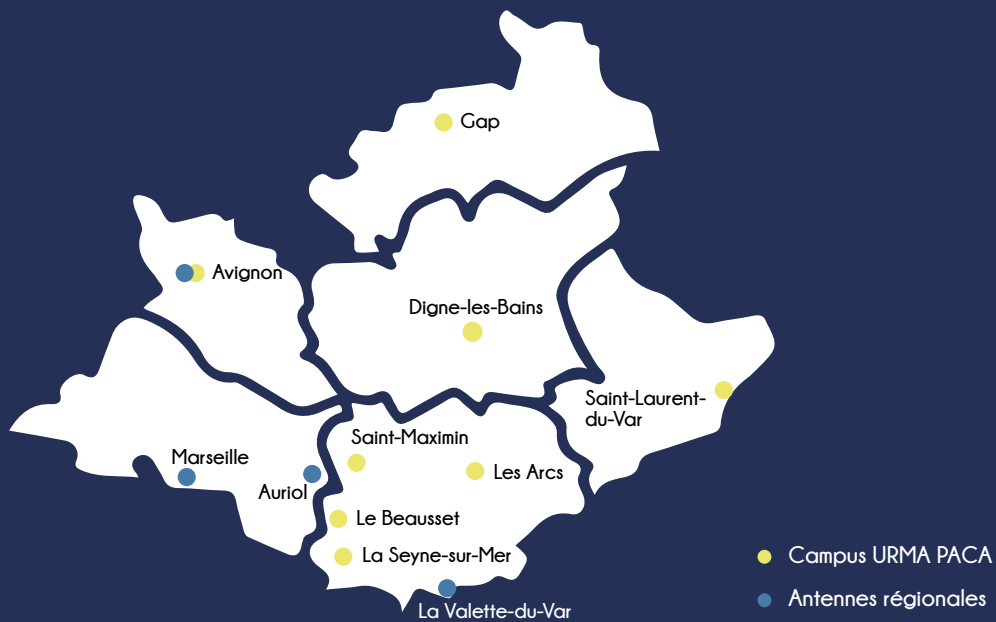 Gap
Avignon
Digne-les-Bains
Saint-Laurent-
du-Var
Saint-Maximin
Marseille
Les Arcs
Auriol
Le Beausset
La Seyne-sur-Mer
La Valette-du-Var
Campus URMA PACA
Antennes régionales